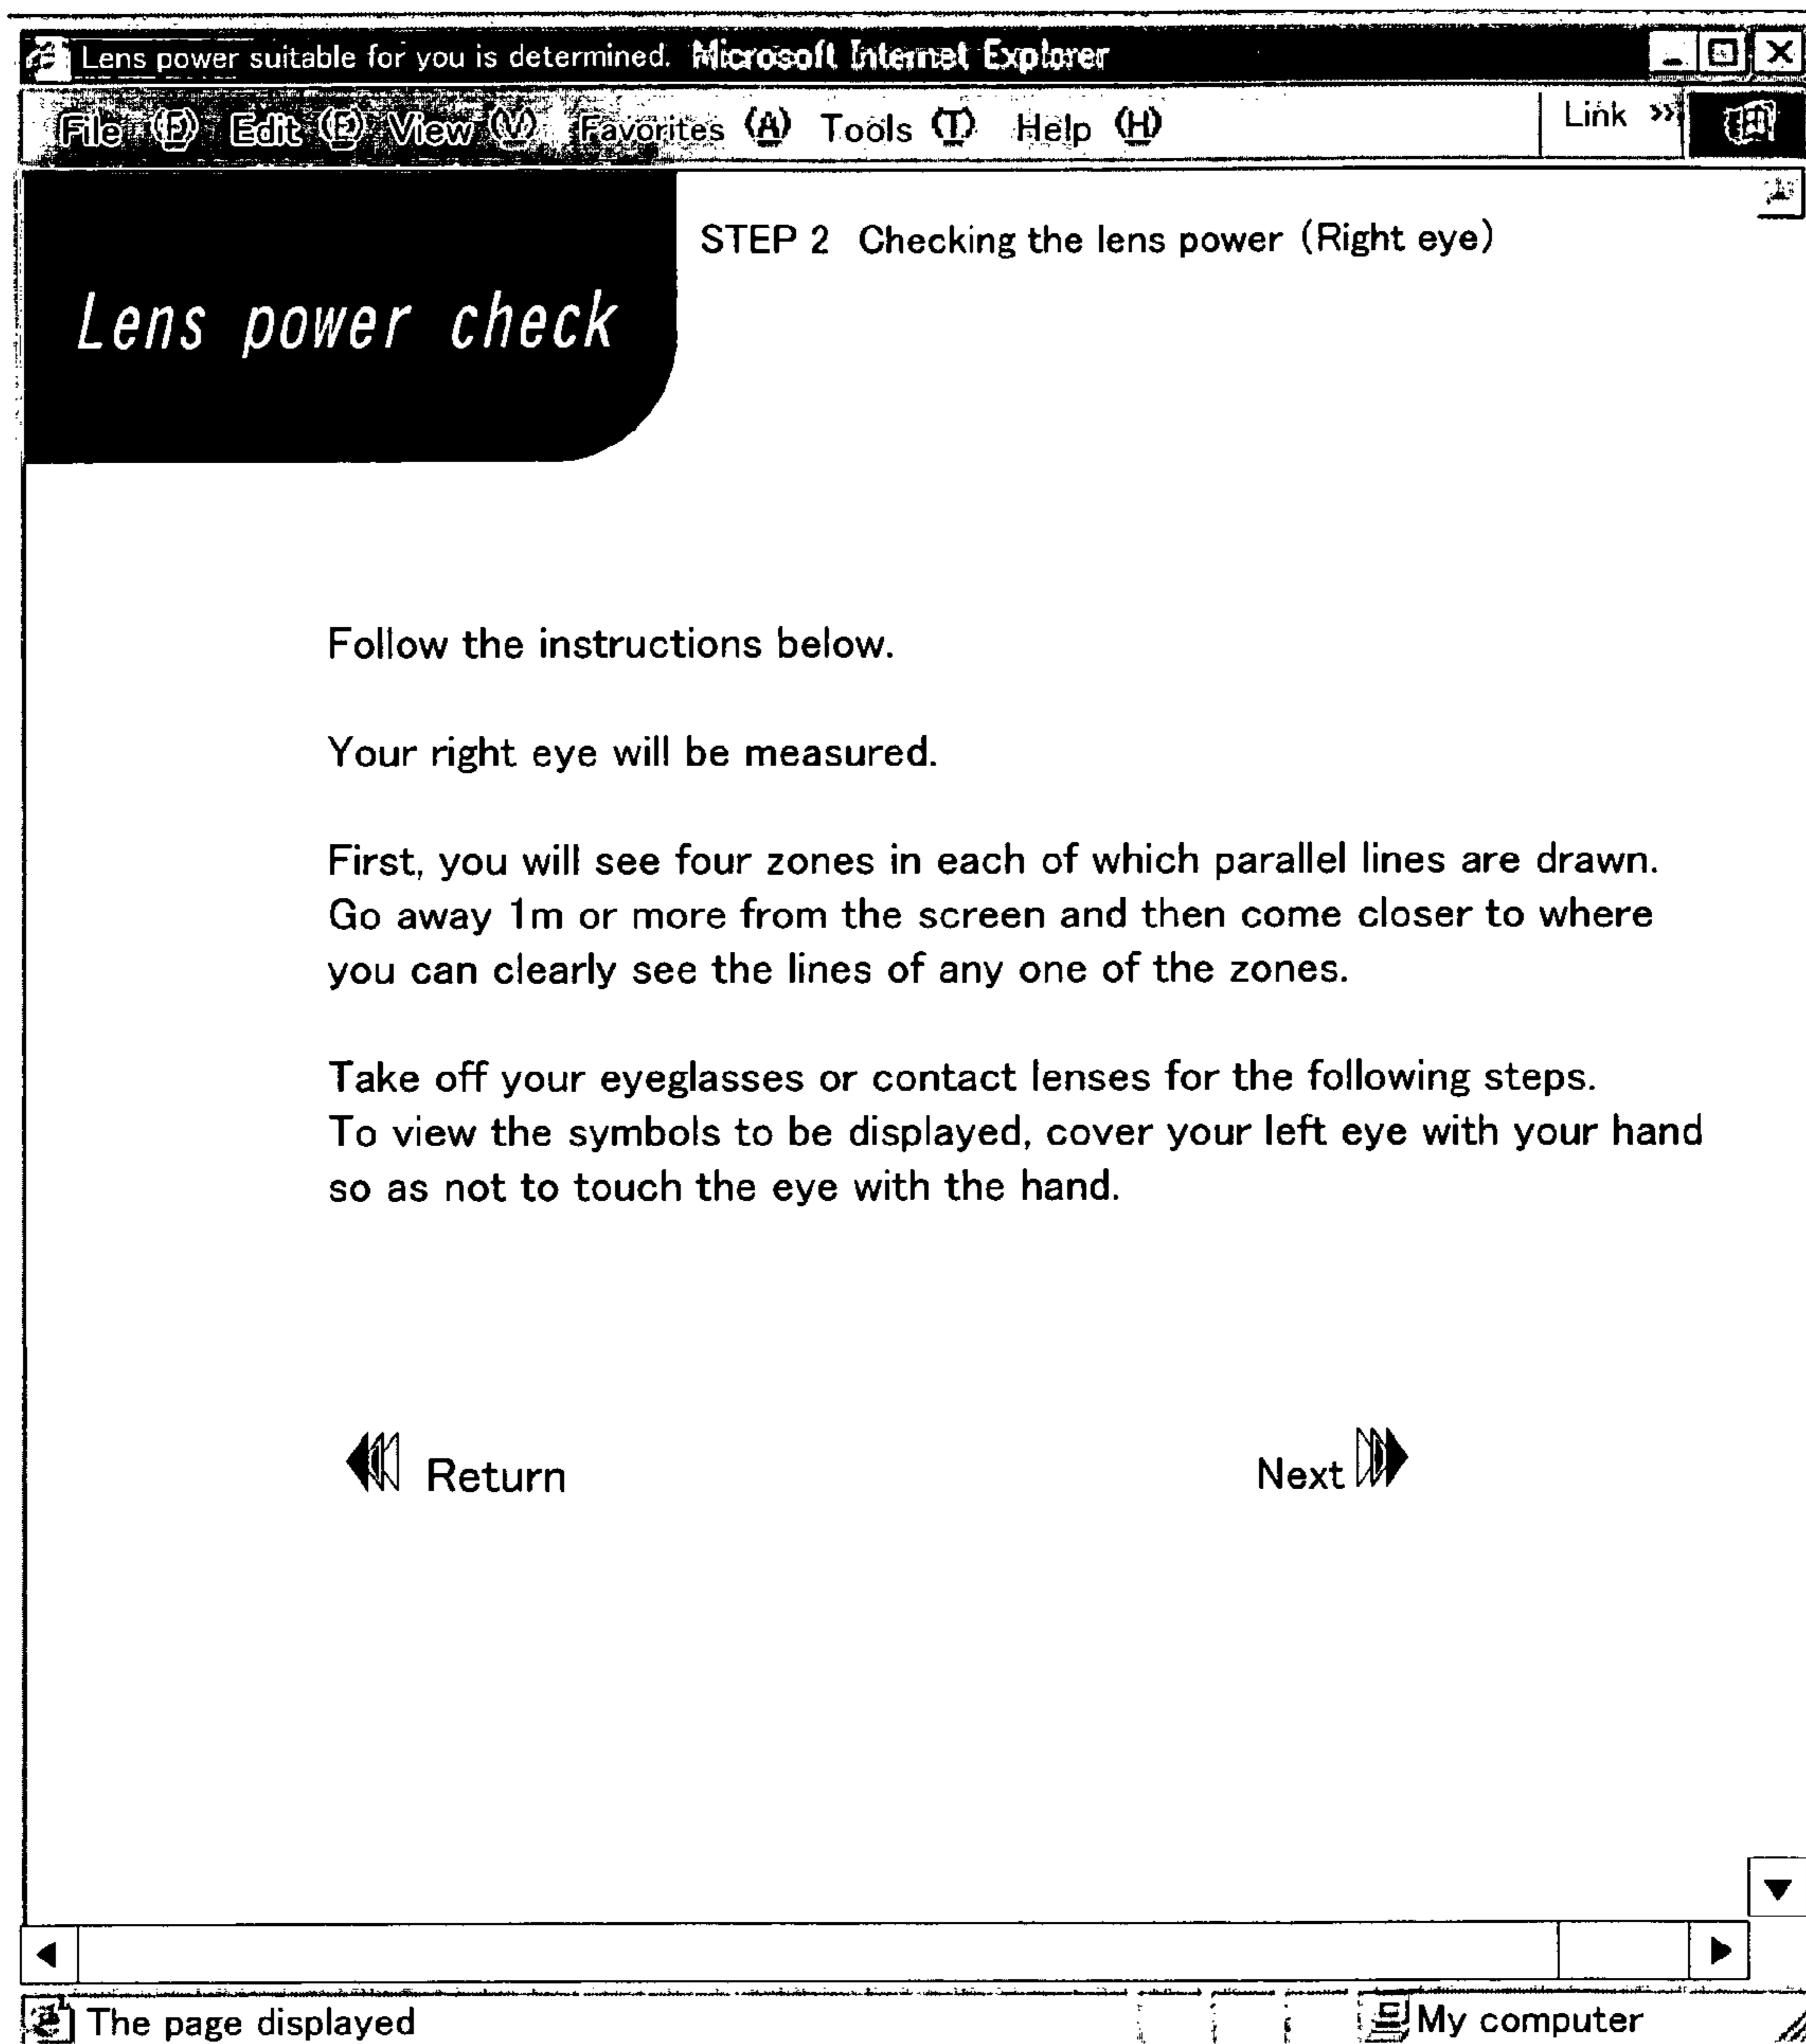 Lens power suitable for you is determined. Microsoft Internet Explorer
File (F) Edit (E) View (V) Favorites (A) Tools (T) Help (H) Link »
STEP 2 Checking the lens power (Right eye)
Lens power check
Follow the instructions below.
Your right eye will be measured.
First, you will see four zones in each of which parallel lines are drawn.
Go away 1m or more from the screen and then come closer to where
you can clearly see the lines of any one of the zones.
Take off your eyeglasses or contact lenses for the following steps.
To view the symbols to be displayed, cover your left eye with your hand
so as not to touch the eye with the hand.
Return Next
The page displayed My computer